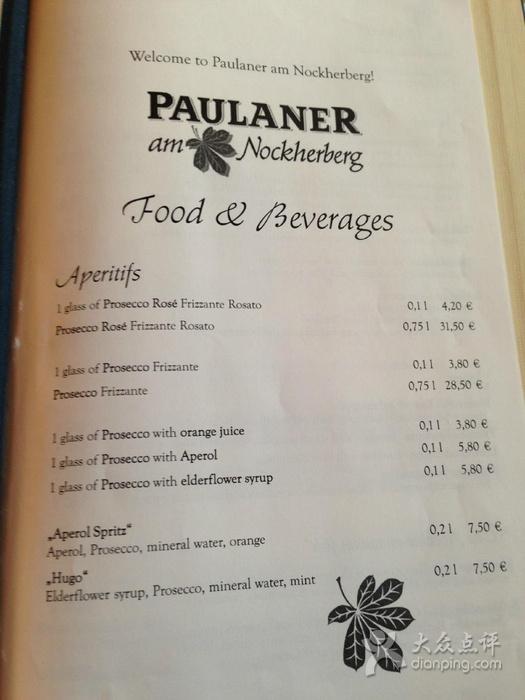 Welcome to Paulaner am Nockherberg!
PAULANER
am Nockherberg
Food & Beverages
Aperitifs
1 glass of Prosecco Rosé Frizzante Rosato 0,1 l 4,20 €
Prosecco Rosé Frizzante Rosato 0,75 l 31,50 €
1 glass of Prosecco Frizzante 0,1 l 3,80 €
Prosecco Frizzante 0,75 l 28,50 €
1 glass of Prosecco with orange juice 0,1 l 3,80 €
1 glass of Prosecco with Aperol 0,1 l 5,80 €
1 glass of Prosecco with elderflower syrup 0,1 l 5,80 €
„Aperol Spritz“ 0,2 l 7,50 €
Aperol, Prosecco, mineral water, orange
„Hugo“ 0,2 l 7,50 €
Elderflower syrup, Prosecco, mineral water, mint
大众点评
dianping.com